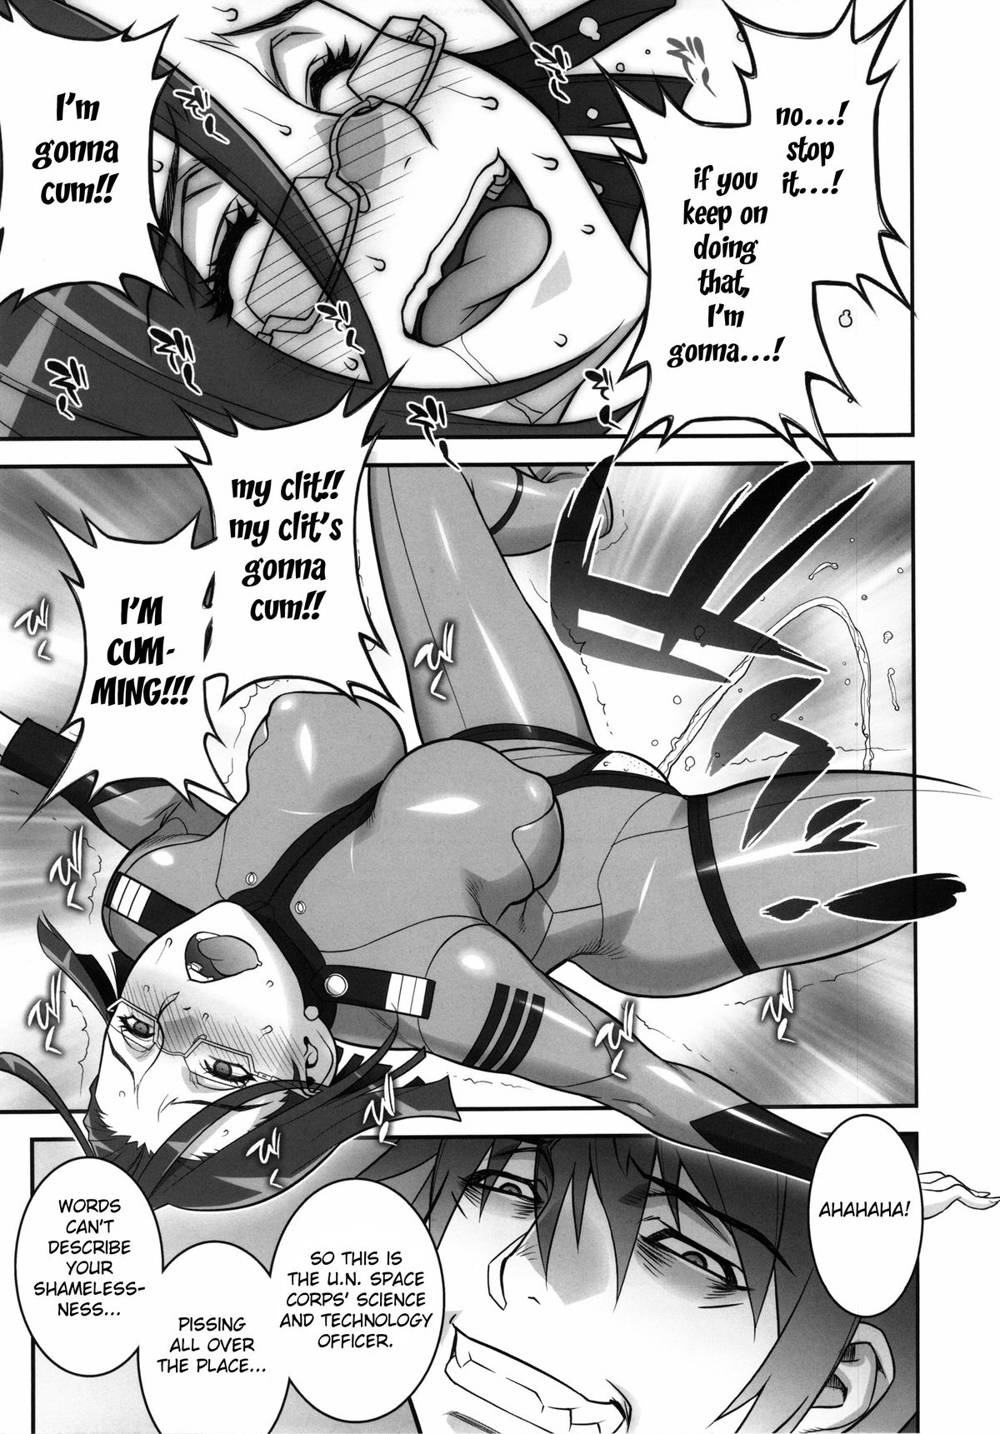 no...!
stop
it...!
if you
keep on
doing
that,
I'm
gonna...!
I'm
gonna
cum!!
my clit!!
my clit's
gonna
cum!!
I'M
CUM-
MING!!!
AHAHAHA!
SO THIS IS
THE U.N. SPACE
CORPS' SCIENCE
AND TECHNOLOGY
OFFICER.
PISSING
ALL OVER
THE PLACE...
WORDS
CAN'T
DESCRIBE
YOUR
SHAMELESS-
NESS...